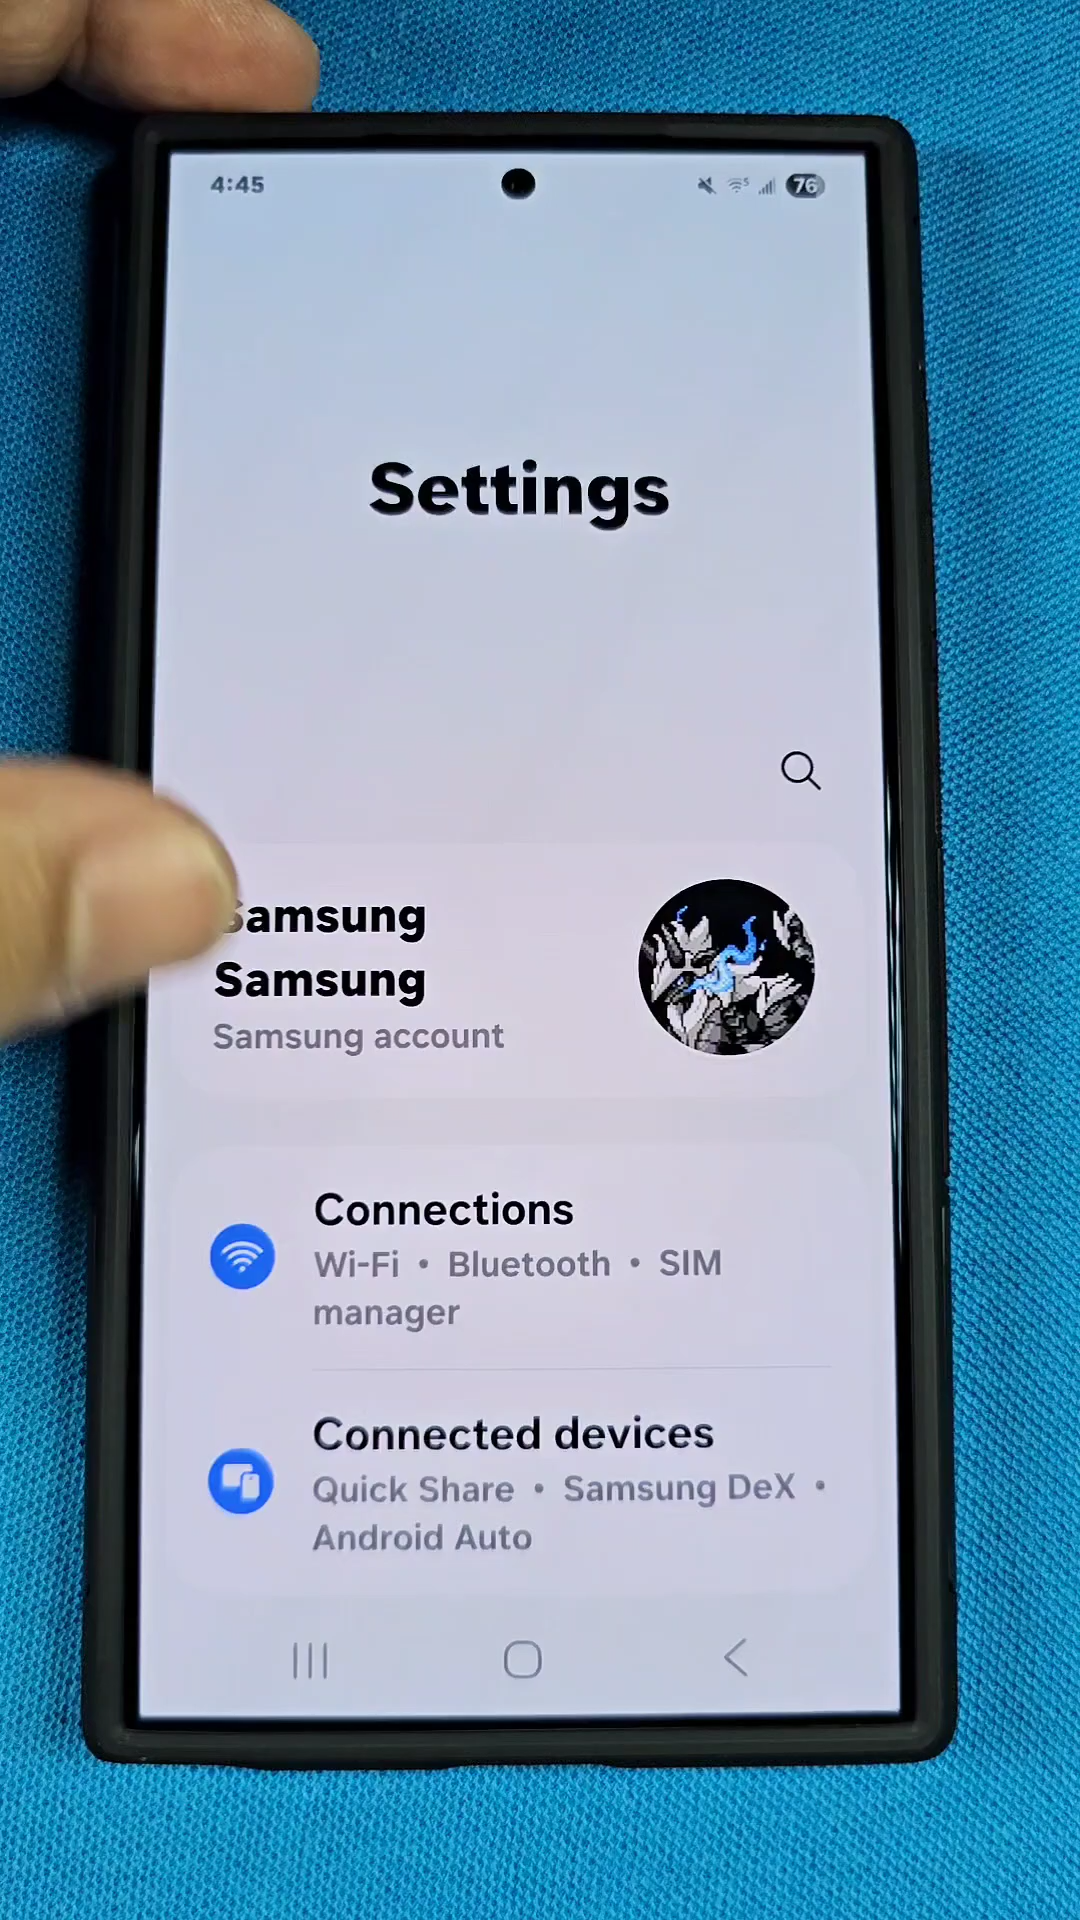 4:45
76
Settings
Samsung
Samsung
Samsung account
Connections
Wi-Fi • Bluetooth • SIM
manager
Connected devices
Quick Share • Samsung DeX •
Android Auto